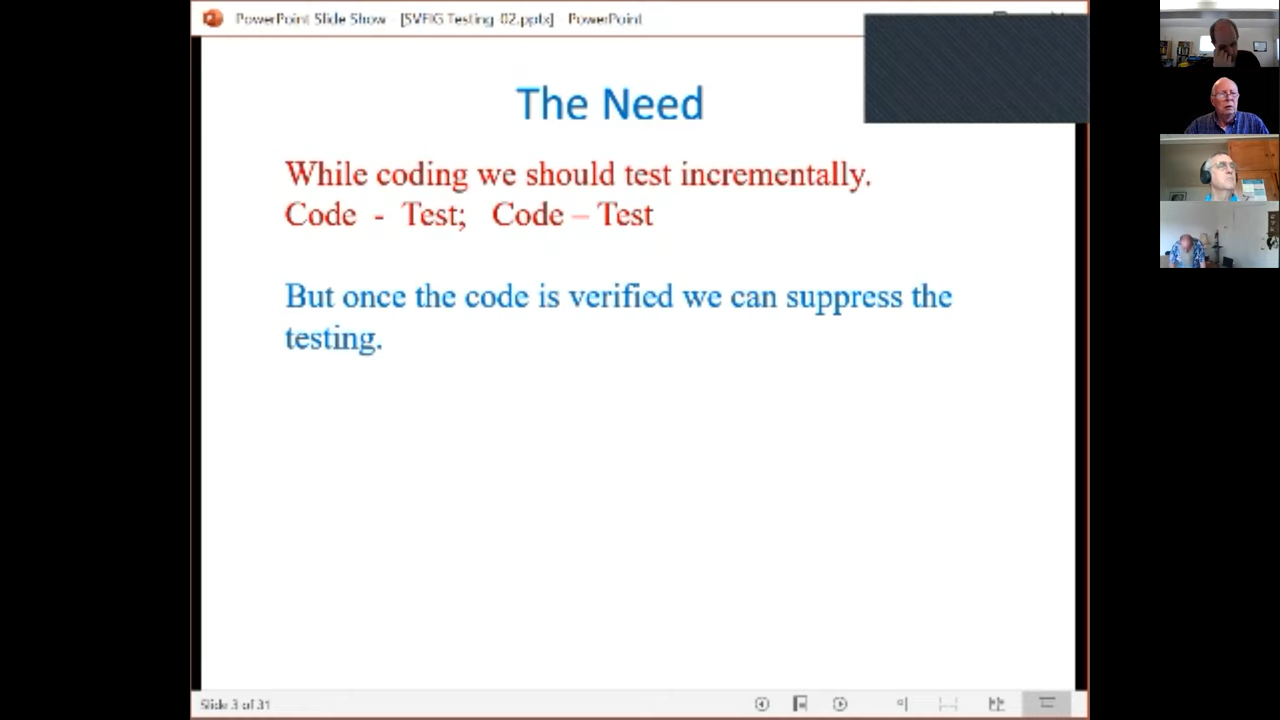 PowerPoint Slide Show - [SVFIG Testing 02.pptx] - PowerPoint
The Need
While coding we should test incrementally.
Code - Test; Code – Test
But once the code is verified we can suppress the
testing.
Slide 3 of 31